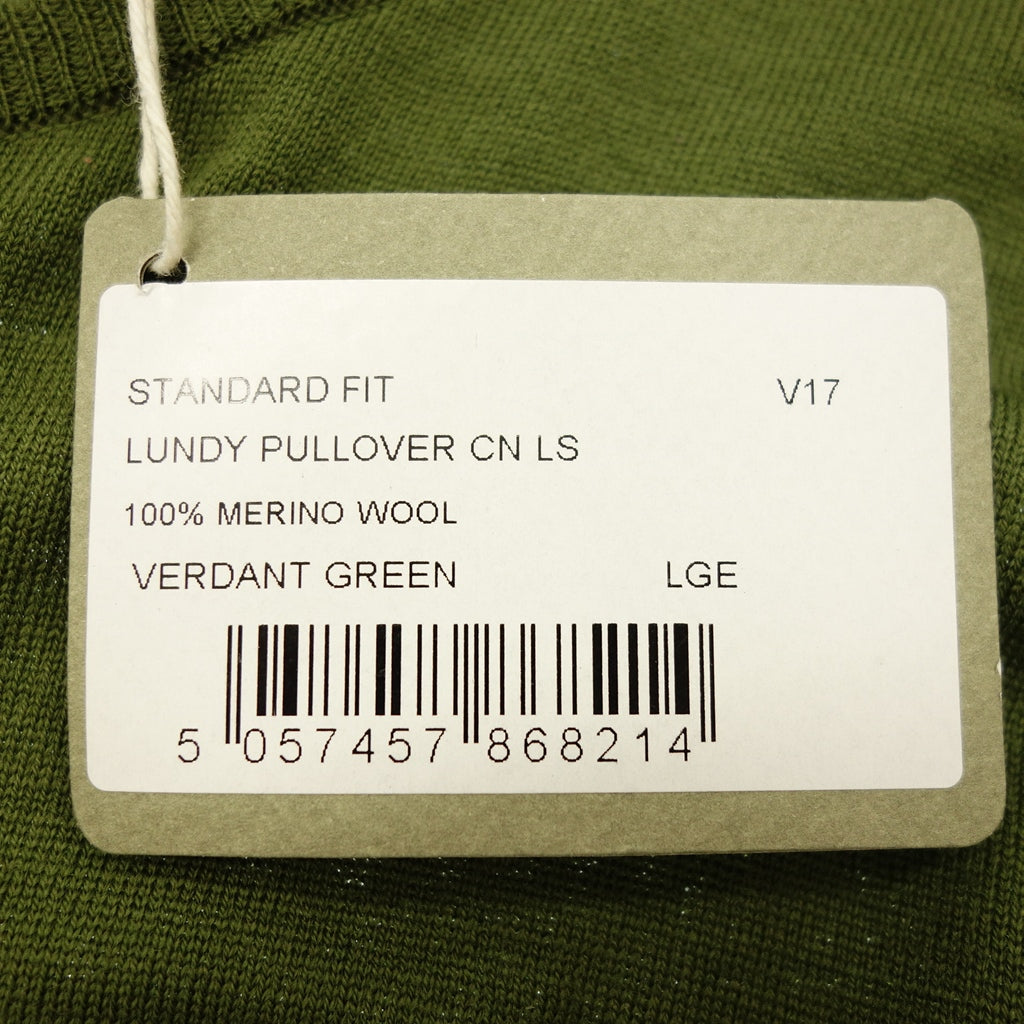 STANDARD FIT V17
LUNDY PULLOVER CN LS
100% MERINO WOOL
VERDANT GREEN LGE
5 057457 868214